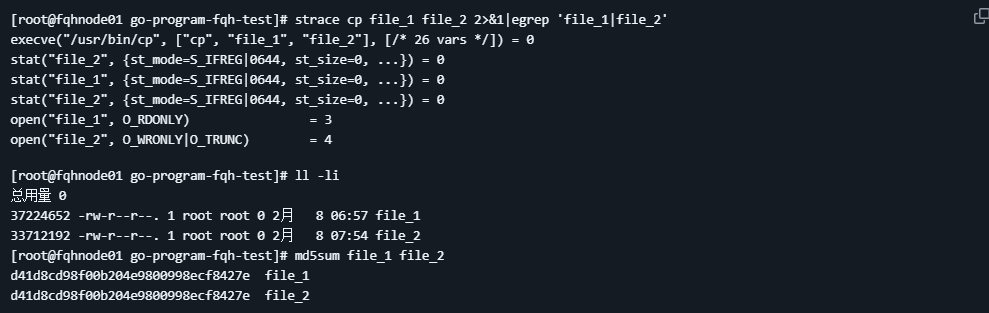 [root@fqhnode01 go-program-fqh-test]# strace cp file_1 file_2 2>&1|egrep 'file_1|file_2'
execve("/usr/bin/cp", ["cp", "file_1", "file_2"], [/* 26 vars */]) = 0
stat("file_2", {st_mode=S_IFREG|0644, st_size=0, ...}) = 0
stat("file_1", {st_mode=S_IFREG|0644, st_size=0, ...}) = 0
stat("file_2", {st_mode=S_IFREG|0644, st_size=0, ...}) = 0
open("file_1", O_RDONLY)                = 3
open("file_2", O_WRONLY|O_TRUNC)        = 4
[root@fqhnode01 go-program-fqh-test]# ll -li
总用量 0
37224652 -rw-r--r--. 1 root root 0 2月   8 06:57 file_1
33712192 -rw-r--r--. 1 root root 0 2月   8 07:54 file_2
[root@fqhnode01 go-program-fqh-test]# md5sum file_1 file_2
d41d8cd98f00b204e9800998ecf8427e  file_1
d41d8cd98f00b204e9800998ecf8427e  file_2